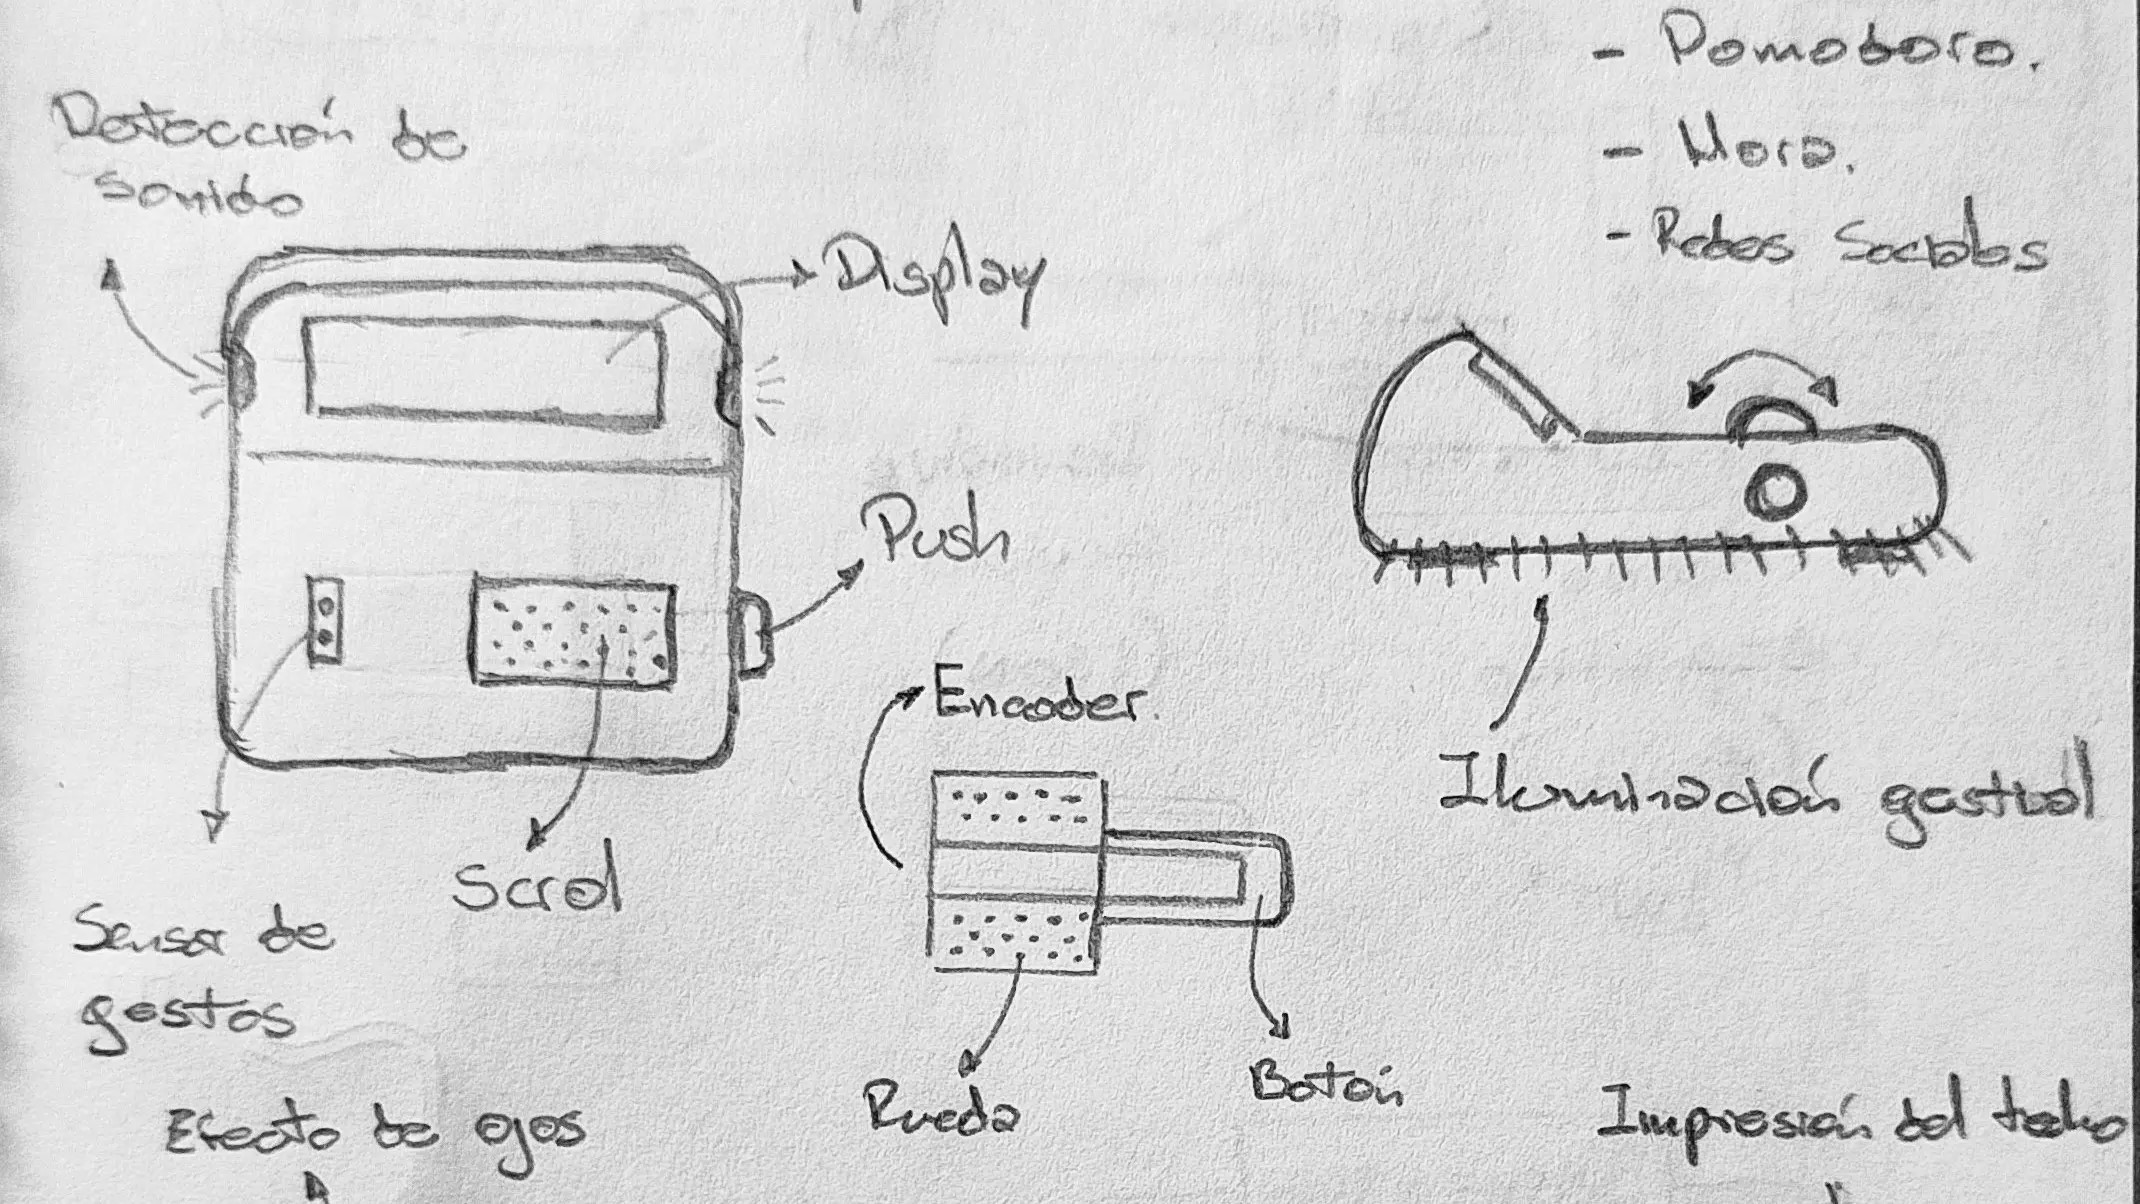 - Pomodoro.
- Hora.
- Redes Sociales
Detección de
sonido
Display
Push
Encoder.
Iluminación gestual
Scrol
Sensor de
gestos
Rueda
Botón
Efecto de ojos
Impresión del techo